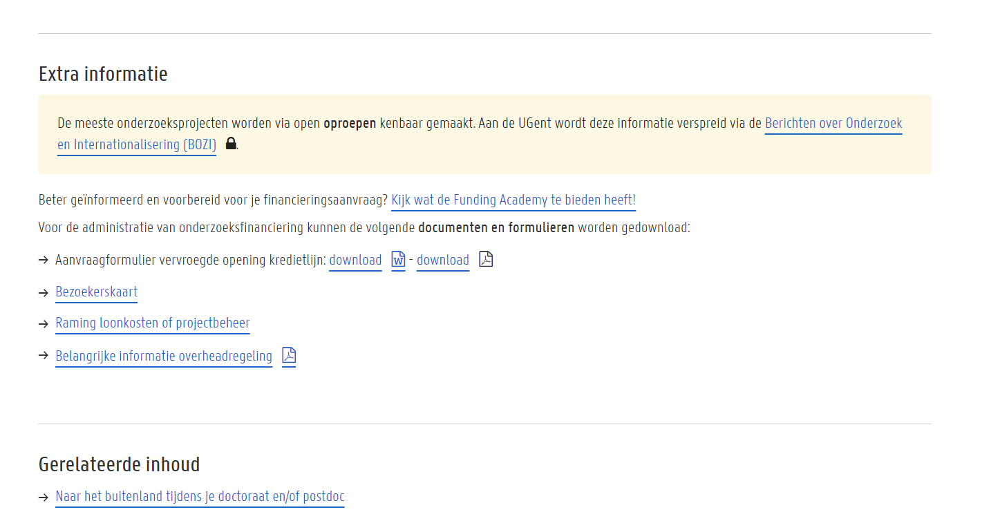 Extra informatie
De meeste onderzoeksprojecten worden via open oproepen kenbaar gemaakt. Aan de UGent wordt deze informatie verspreid via de Berichten over Onderzoek
en Internationalisering (BOZI) .
Beter geïnformeerd en voorbereid voor je financieringsaanvraag? Kijk wat de Funding Academy te bieden heeft!
Voor de administratie van onderzoeksfinanciering kunnen de volgende documenten en formulieren worden gedownload:
→ Aanvraagformulier vervroegde opening kredietlijn: download - download
→ Bezoekerskaart
→ Raming loonkosten of projectbeheer
→ Belangrijke informatie overheadregeling
Gerelateerde inhoud
→ Naar het buitenland tijdens je doctoraat en/of postdoc